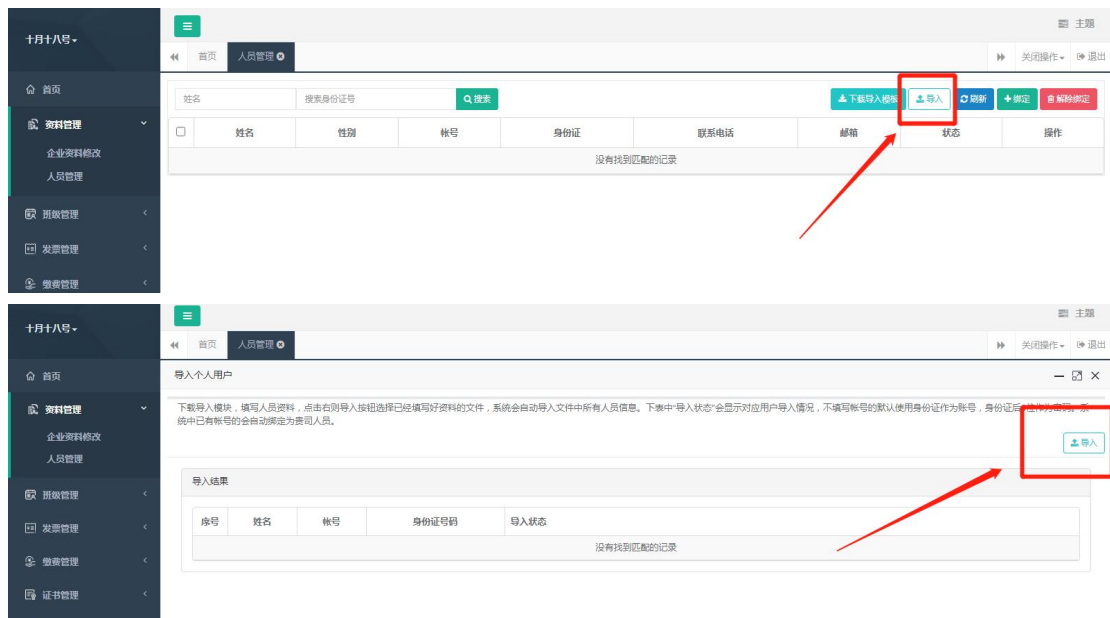 十月十八号
主题
首页
人员管理
关闭操作
退出
首页
资料管理
企业资料修改
人员管理
班级管理
发票管理
缴费管理
姓名
搜索身份证号
搜索
下载导入模板
导入
刷新
绑定
解除绑定
姓名 性别 帐号 身份证 联系电话 邮箱 状态 操作
没有找到匹配的记录
十月十八号
主题
首页
人员管理
关闭操作
退出
首页
资料管理
企业资料修改
人员管理
班级管理
发票管理
缴费管理
证书管理
导入个人用户
下载导入模块，填写人员资料，点击右则导入按钮选择已经填写好资料的文件，系统会自动导入文件中所有人员信息。下表中"导入状态"会显示对应用户导入情况，不填写帐号的默认使用身份证作为账号，身份证后
统中已有帐号的会自动绑定为贵司人员。
导入
导入结果
序号 姓名 帐号 身份证号码 导入状态
没有找到匹配的记录